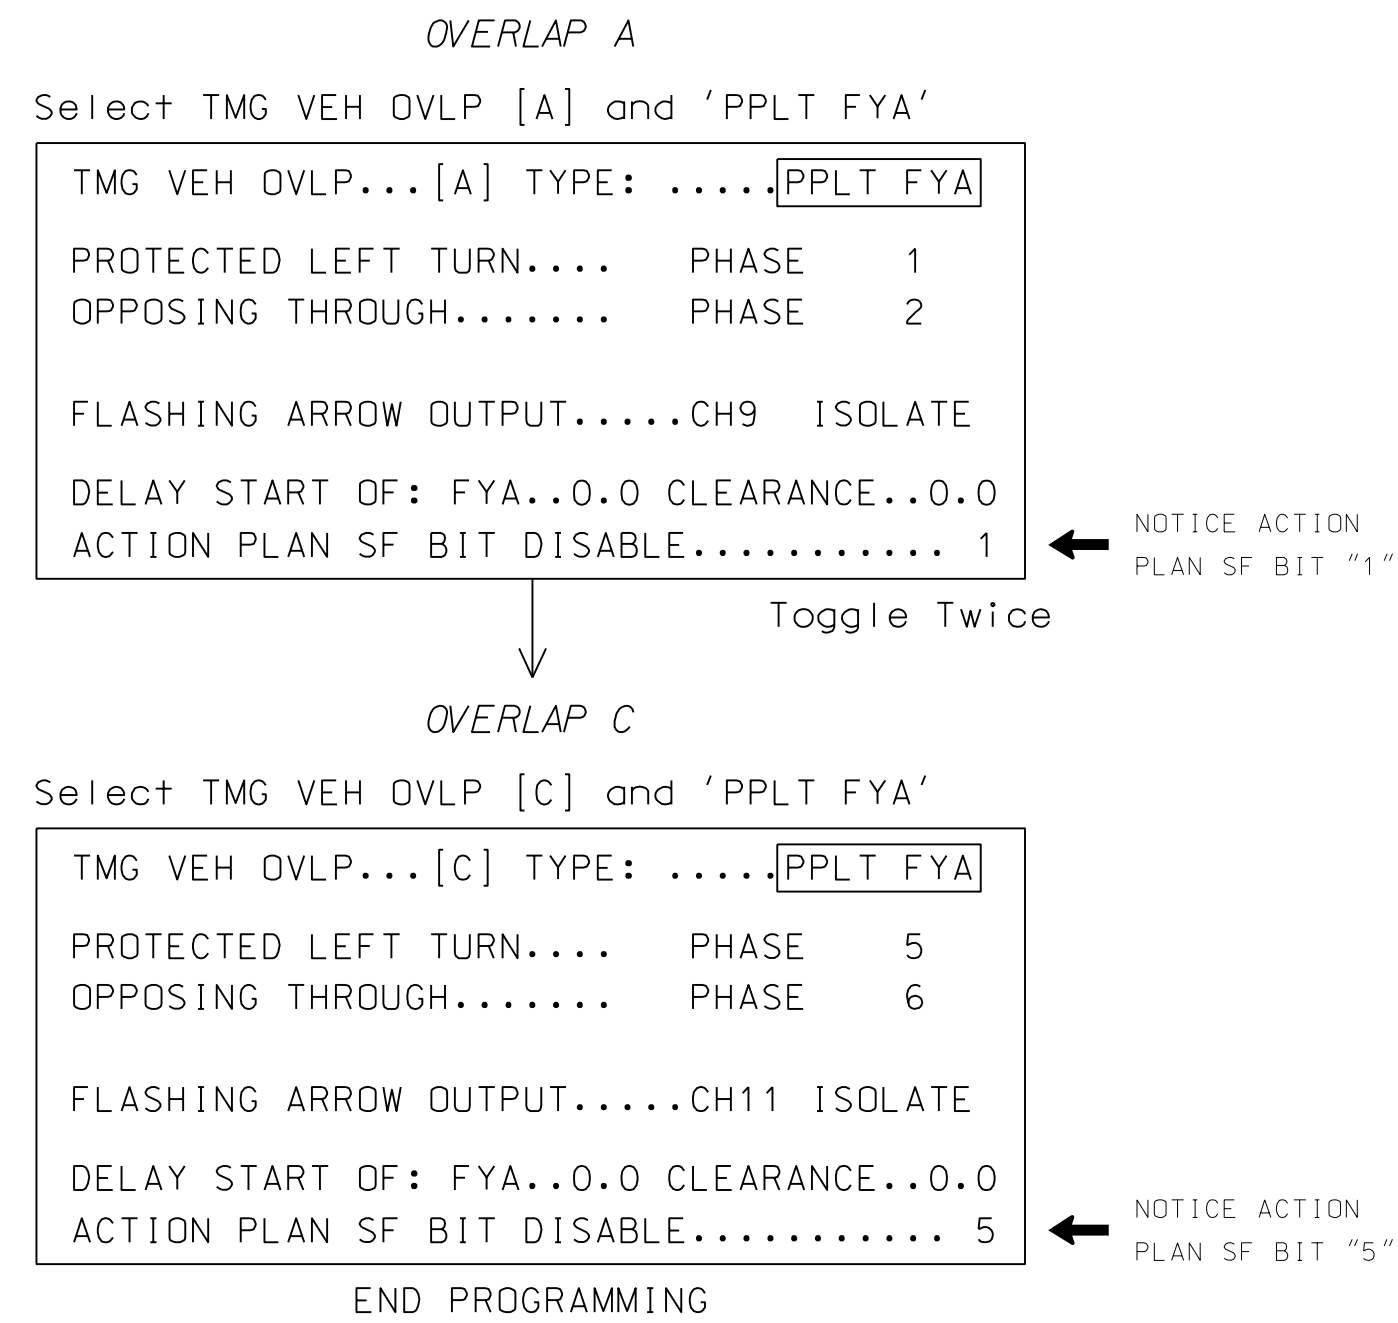 OVERLAP A
Select TMG VEH OVLP [A] and 'PPLT FYA'
TMG VEH OVLP...[A] TYPE: .....PPLT FYA
PROTECTED LEFT TURN.... PHASE 1
OPPOSING THROUGH....... PHASE 2
FLASHING ARROW OUTPUT.....CH9 ISOLATE
DELAY START OF: FYA..0.0 CLEARANCE..0.0
ACTION PLAN SF BIT DISABLE........... 1
NOTICE ACTION
PLAN SF BIT "1"
Toggle Twice
OVERLAP C
Select TMG VEH OVLP [C] and 'PPLT FYA'
TMG VEH OVLP...[C] TYPE: .....PPLT FYA
PROTECTED LEFT TURN.... PHASE 5
OPPOSING THROUGH....... PHASE 6
FLASHING ARROW OUTPUT.....CH11 ISOLATE
DELAY START OF: FYA..0.0 CLEARANCE..0.0
ACTION PLAN SF BIT DISABLE........... 5
NOTICE ACTION
PLAN SF BIT "5"
END PROGRAMMING